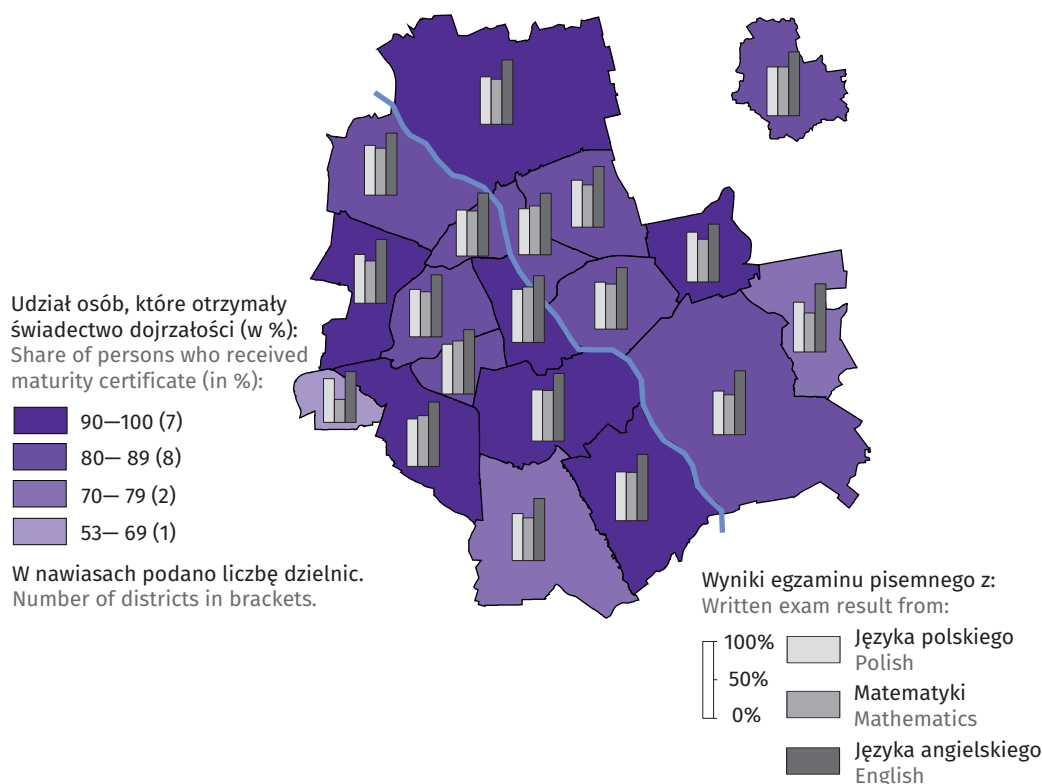 Udział osób, które otrzymały
świadectwo dojrzałości (w %):
Share of persons who received
maturity certificate (in %):
90—100 (7)
80— 89 (8)
70— 79 (2)
53— 69 (1)
W nawiasach podano liczbę dzielnic.
Number of districts in brackets.
Wyniki egzaminu pisemnego z:
Written exam result from:
100%
50%
0%
Języka polskiego
Polish
Matematyki
Mathematics
Języka angielskiego
English